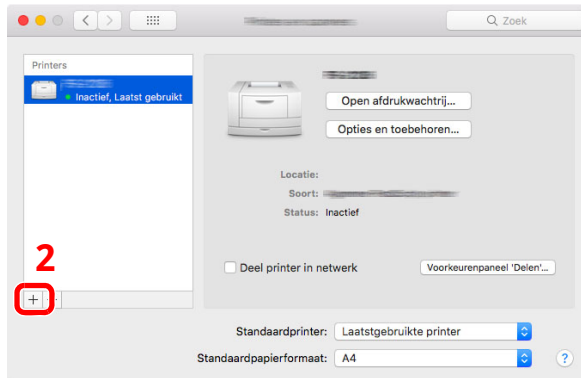 Zoek
Printers
Inactief, Laatst gebruikt
Open afdrukwachtrij...
Opties en toebehoren...
Locatie:
Soort:
Status: Inactief
2
Deel printer in netwerk
Voorkeurenpaneel 'Delen'...
+
Standaardprinter: Laatstgebruikte printer
Standaardpapierformaat: A4
?